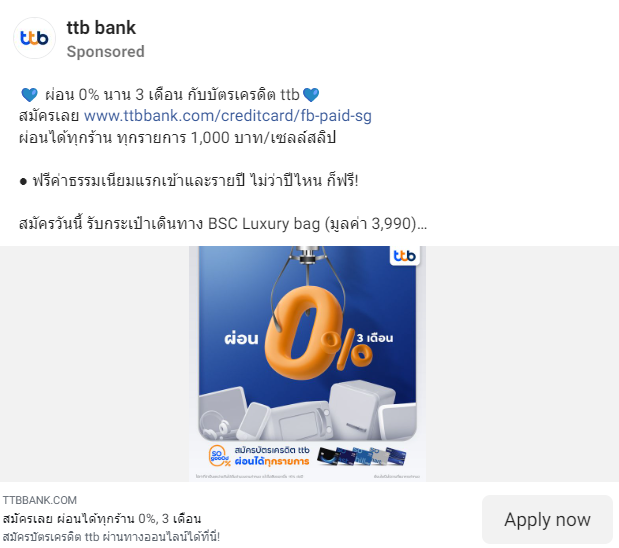 ttb bank
Sponsored
ttb
💙 ผ่อน 0% นาน 3 เดือน กับบัตรเครดิต ttb💙
สมัครเลย www.ttbbank.com/creditcard/fb-paid-sg
ผ่อนได้ทุกร้าน ทุกรายการ 1,000 บาท/เซลล์สลิป
● ฟรีค่าธรรมเนียมแรกเข้าและรายปี ไม่ว่าปีไหน ก็ฟรี!
สมัครวันนี้ รับกระเป๋าเดินทาง BSC Luxury bag (มูลค่า 3,990)...
ttb
ผ่อน 0% 3 เดือน
SO GOOOD %
สมัครบัตรเครดิต ttb
ผ่อนได้ทุกรายการ
TTBBANK.COM
สมัครเลย ผ่อนได้ทุกร้าน 0%, 3 เดือน
สมัครบัตรเครดิต ttb ผ่านทางออนไลน์ได้ที่นี่!
Apply now